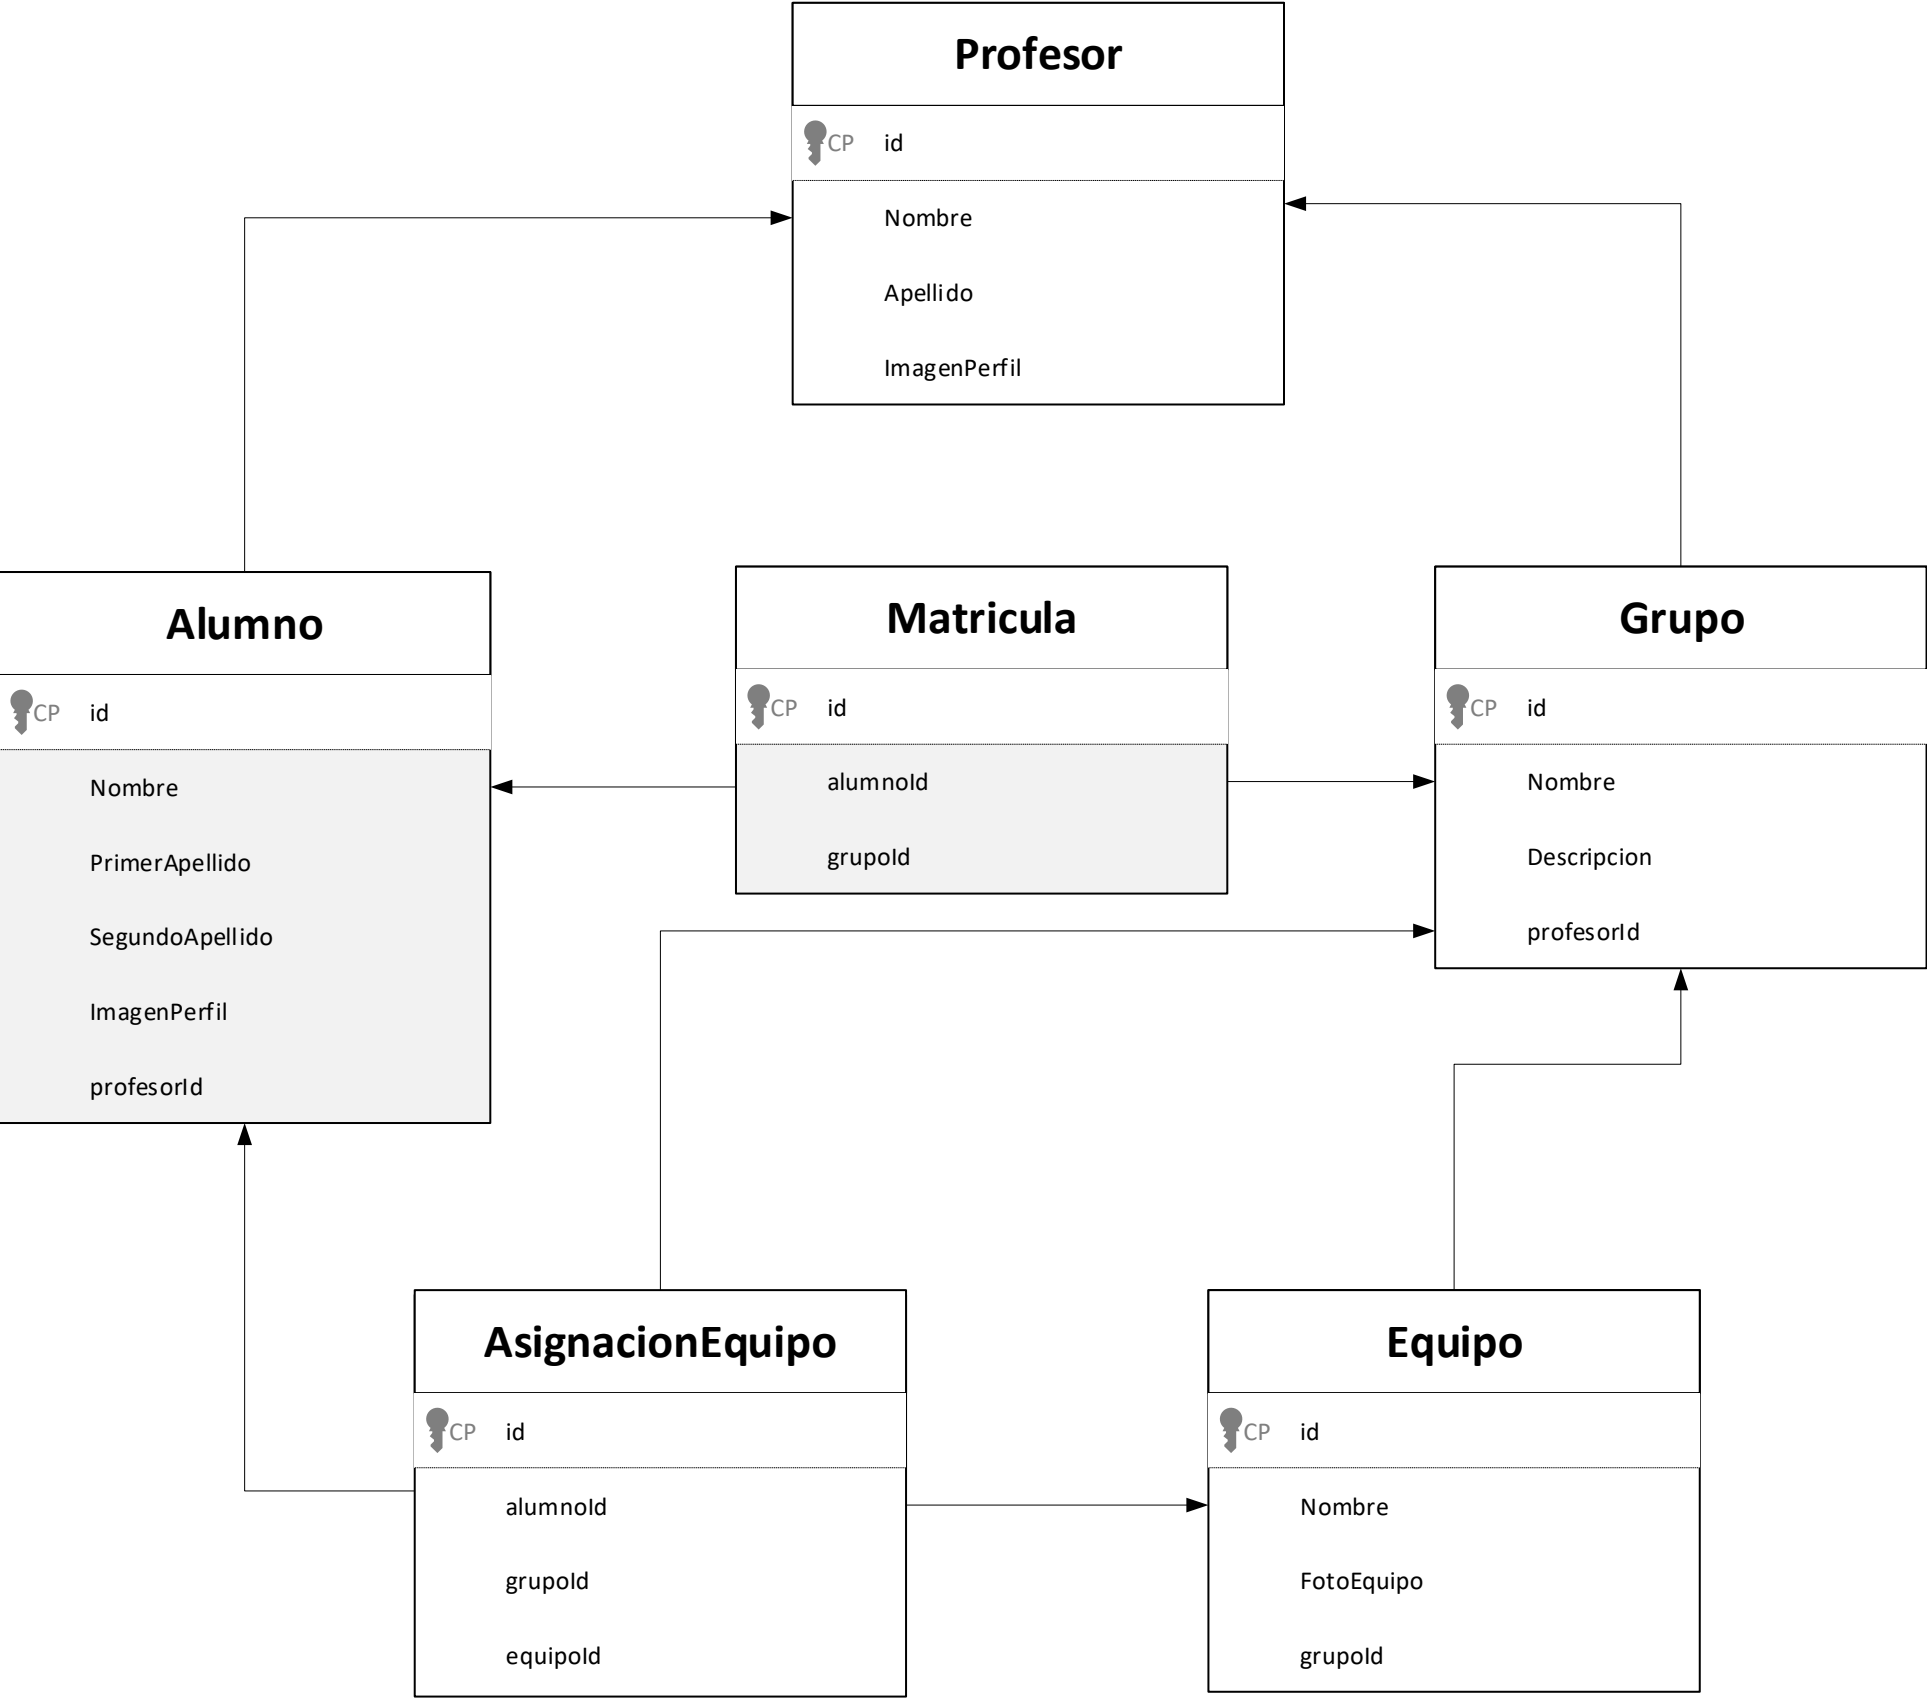 Profesor
CP id
Nombre
Apellido
ImagenPerfil
Alumno
CP id
Nombre
PrimerApellido
SegundoApellido
ImagenPerfil
profesorId
Matricula
CP id
alumnoId
grupoId
Grupo
CP id
Nombre
Descripcion
profesorId
AsignacionEquipo
CP id
alumnoId
grupoId
equipoId
Equipo
CP id
Nombre
FotoEquipo
grupoId